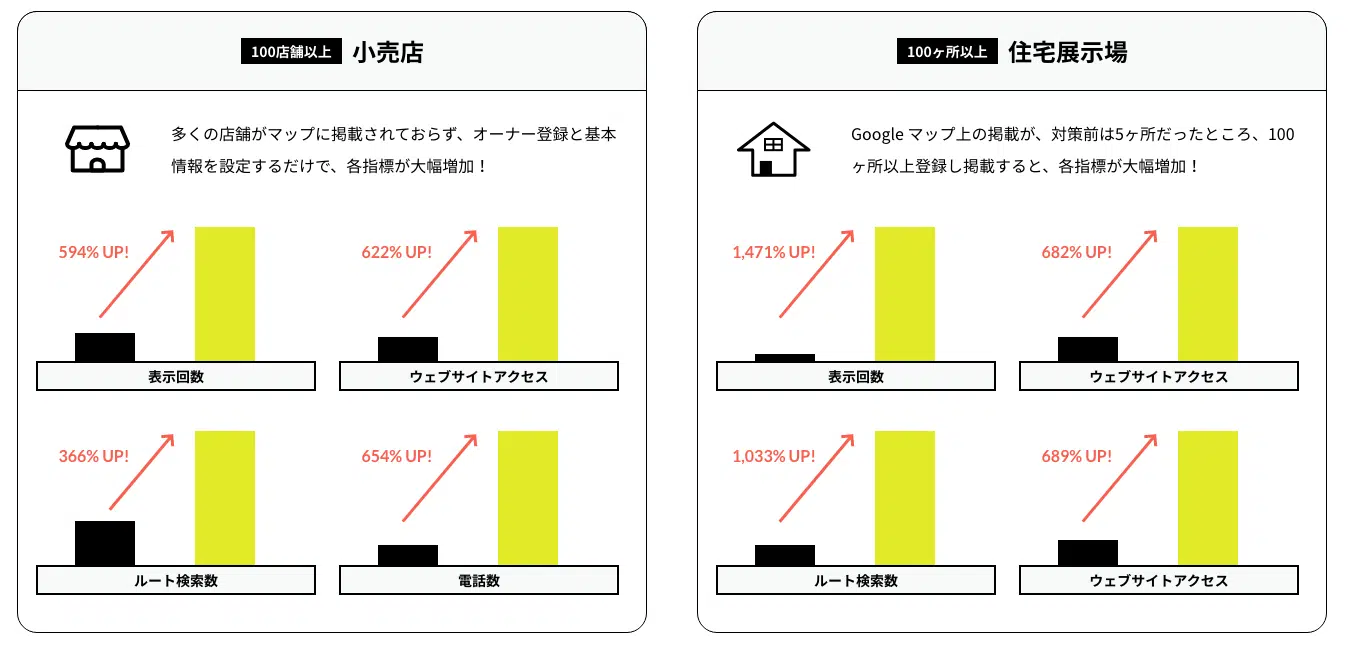 100店舗以上 小売店
多くの店舗がマップに掲載されておらず、オーナー登録と基本
情報を設定するだけで、各指標が大幅増加！
594% UP!
622% UP!
表示回数
ウェブサイトアクセス
366% UP!
654% UP!
ルート検索数
電話数
100ヶ所以上 住宅展示場
Google マップ上の掲載が、対策前は5ヶ所だったところ、100
ヶ所以上登録し掲載すると、各指標が大幅増加！
1,471% UP!
682% UP!
表示回数
ウェブサイトアクセス
1,033% UP!
689% UP!
ルート検索数
ウェブサイトアクセス